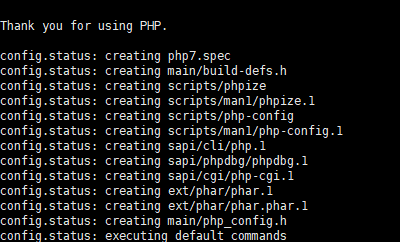 Thank you for using PHP.
config.status: creating php7.spec
config.status: creating main/build-defs.h
config.status: creating scripts/phpize
config.status: creating scripts/man1/phpize.1
config.status: creating scripts/php-config
config.status: creating scripts/man1/php-config.1
config.status: creating sapi/cli/php.1
config.status: creating sapi/phpdbg/phpdbg.1
config.status: creating sapi/cgi/php-cgi.1
config.status: creating ext/phar/phar.1
config.status: creating ext/phar/phar.phar.1
config.status: creating main/php_config.h
config.status: executing default commands